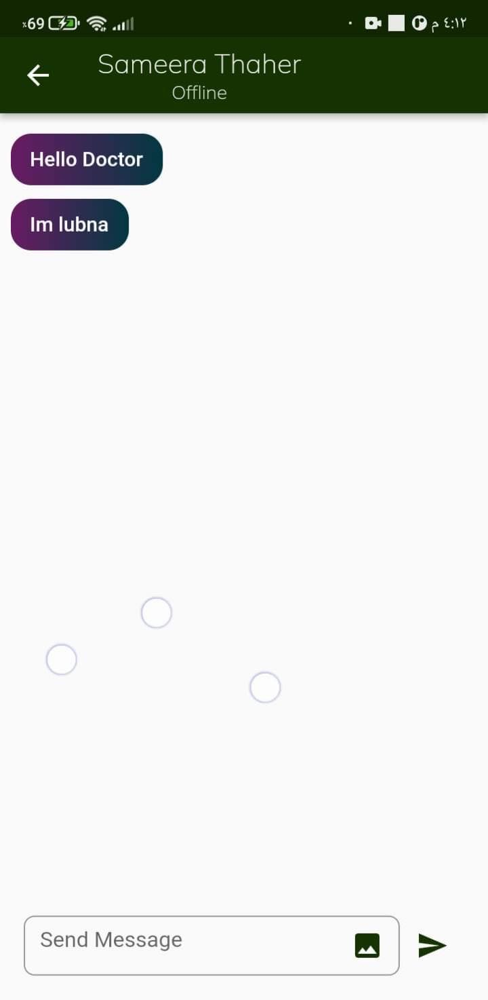 %69
٤:١٢ م
Sameera Thaher
Offline
Hello Doctor
Im lubna
Send Message